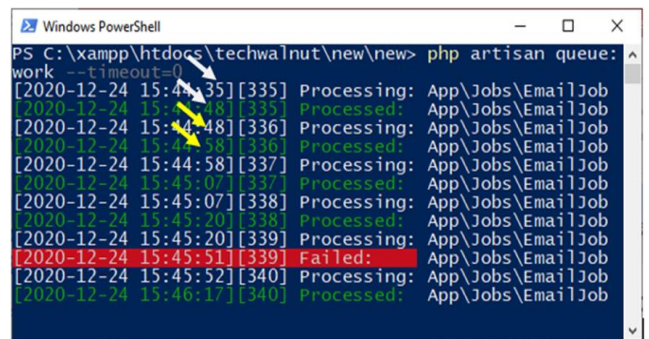 Windows PowerShell
PS C:\xampp\htdocs\techwalnut\new\new> php artisan queue:
work --timeout=0
[2020-12-24 15:44:35][335] Processing: App\Jobs\EmailJob
[2020-12-24 15:44:48][335] Processed: App\Jobs\EmailJob
[2020-12-24 15:44:48][336] Processing: App\Jobs\EmailJob
[2020-12-24 15:44:58][336] Processed: App\Jobs\EmailJob
[2020-12-24 15:44:58][337] Processing: App\Jobs\EmailJob
[2020-12-24 15:45:07][337] Processed: App\Jobs\EmailJob
[2020-12-24 15:45:07][338] Processing: App\Jobs\EmailJob
[2020-12-24 15:45:20][338] Processed: App\Jobs\EmailJob
[2020-12-24 15:45:20][339] Processing: App\Jobs\EmailJob
[2020-12-24 15:45:51][339] Failed: App\Jobs\EmailJob
[2020-12-24 15:45:52][340] Processing: App\Jobs\EmailJob
[2020-12-24 15:46:17][340] Processed: App\Jobs\EmailJob